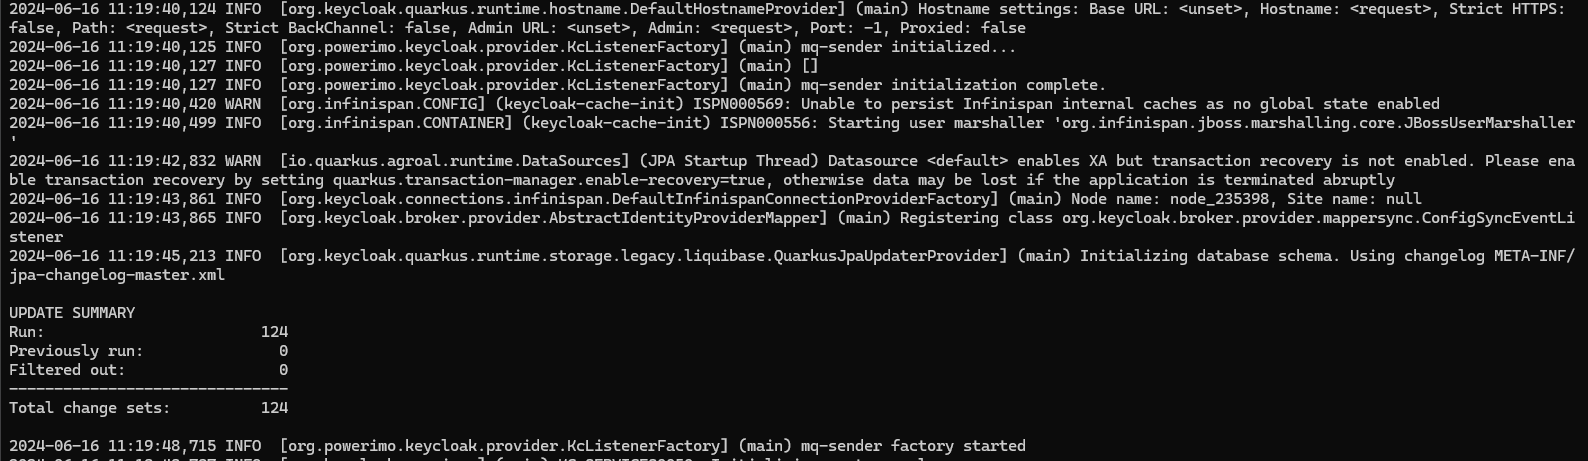 2024-06-16 11:19:40,124 INFO  [org.keycloak.quarkus.runtime.hostname.DefaultHostnameProvider] (main) Hostname settings: Base URL: <unset>, Hostname: <request>, Strict HTTPS:
false, Path: <request>, Strict BackChannel: false, Admin URL: <unset>, Admin: <request>, Port: -1, Proxied: false
2024-06-16 11:19:40,125 INFO  [org.powerimo.keycloak.provider.KcListenerFactory] (main) mq-sender initialized...
2024-06-16 11:19:40,127 INFO  [org.powerimo.keycloak.provider.KcListenerFactory] (main) []
2024-06-16 11:19:40,127 INFO  [org.powerimo.keycloak.provider.KcListenerFactory] (main) mq-sender initialization complete.
2024-06-16 11:19:40,420 WARN  [org.infinispan.CONFIG] (keycloak-cache-init) ISPN000569: Unable to persist Infinispan internal caches as no global state enabled
2024-06-16 11:19:40,499 INFO  [org.infinispan.CONTAINER] (keycloak-cache-init) ISPN000556: Starting user marshaller 'org.infinispan.jboss.marshalling.core.JBossUserMarshaller
'
2024-06-16 11:19:42,832 WARN  [io.quarkus.agroal.runtime.DataSources] (JPA Startup Thread) Datasource <default> enables XA but transaction recovery is not enabled. Please ena
ble transaction recovery by setting quarkus.transaction-manager.enable-recovery=true, otherwise data may be lost if the application is terminated abruptly
2024-06-16 11:19:43,861 INFO  [org.keycloak.connections.infinispan.DefaultInfinispanConnectionProviderFactory] (main) Node name: node_235398, Site name: null
2024-06-16 11:19:43,865 INFO  [org.keycloak.broker.provider.AbstractIdentityProviderMapper] (main) Registering class org.keycloak.broker.provider.mappersync.ConfigSyncEventLi
stener
2024-06-16 11:19:45,213 INFO  [org.keycloak.quarkus.runtime.storage.legacy.liquibase.QuarkusJpaUpdaterProvider] (main) Initializing database schema. Using changelog META-INF/
jpa-changelog-master.xml
UPDATE SUMMARY
Run:                        124
Previously run:               0
Filtered out:                 0
-------------------------------
Total change sets:          124
2024-06-16 11:19:48,715 INFO  [org.powerimo.keycloak.provider.KcListenerFactory] (main) mq-sender factory started